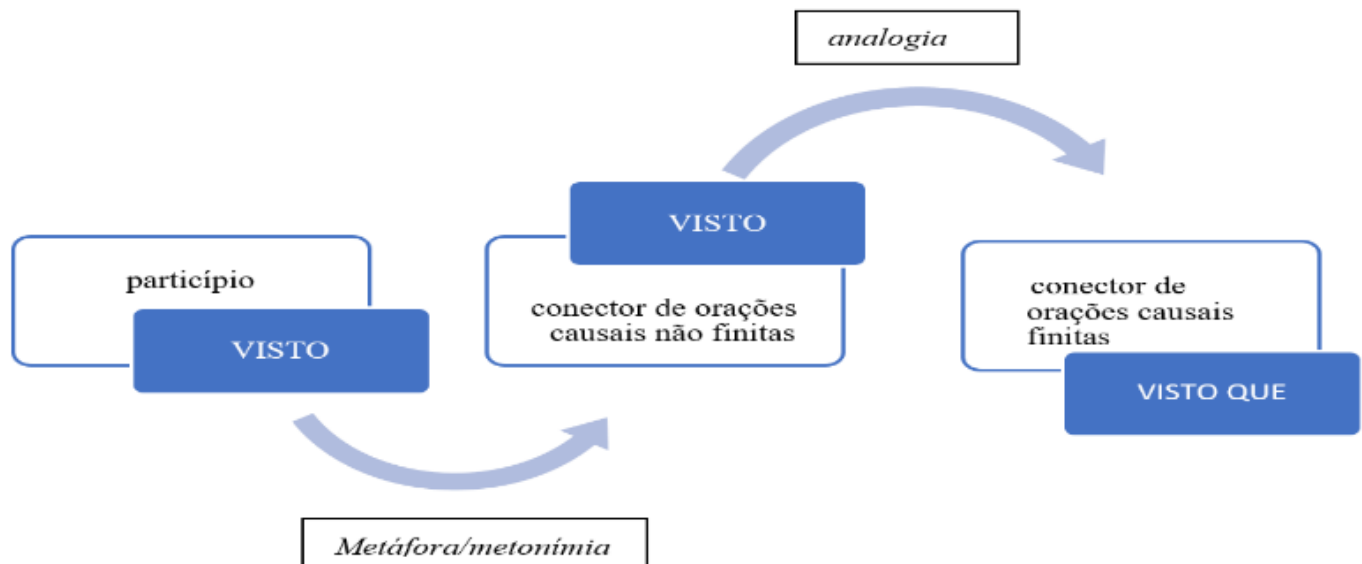 analogia
particípio
VISTO
VISTO
conector de orações
causais não finitas
conector de
orações causais
finitas
VISTO QUE
Metáfora/metonímia